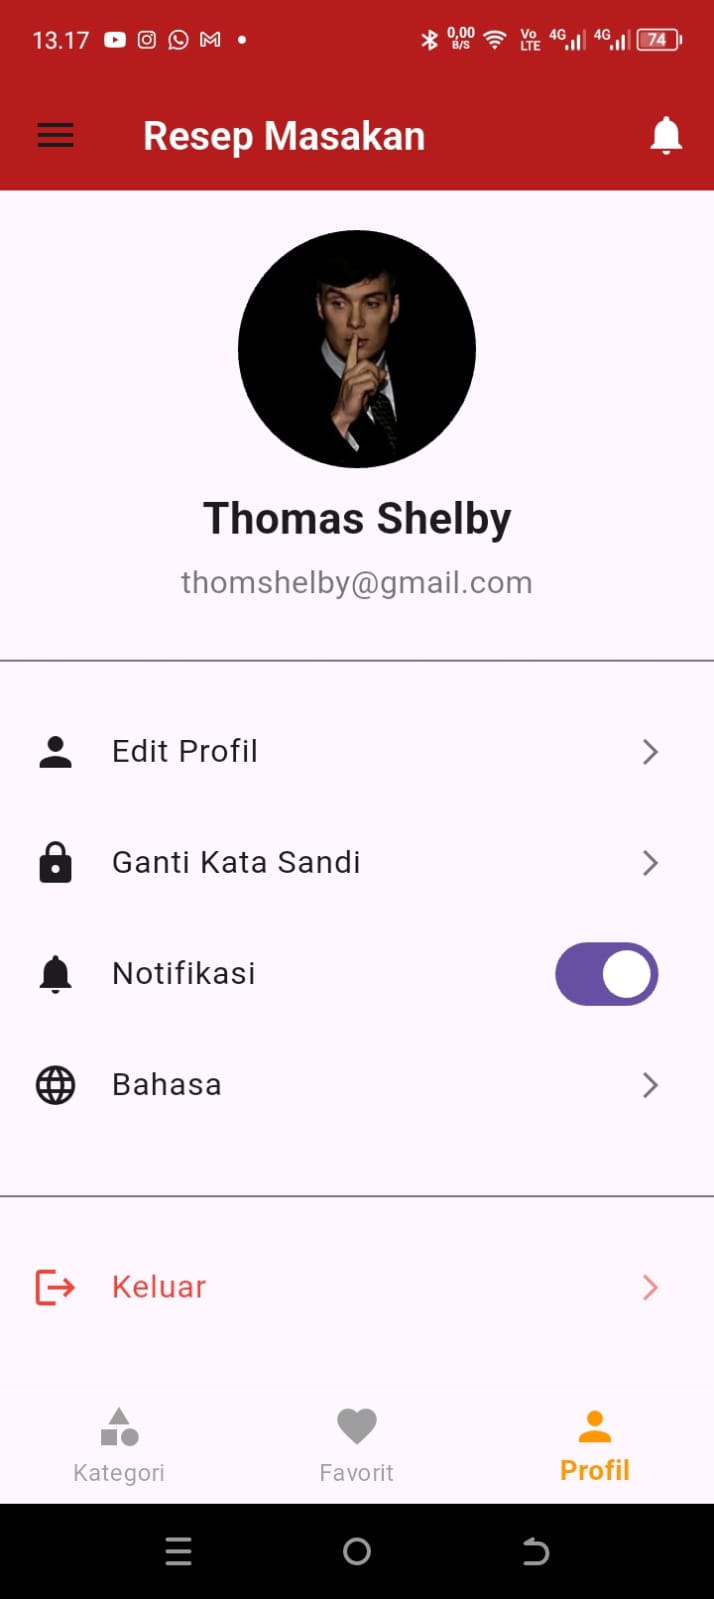 13.17
0,00
B/S
Vo
LTE
4G
4G
74
Resep Masakan
Thomas Shelby
thomshelby@gmail.com
Edit Profil
Ganti Kata Sandi
Notifikasi
Bahasa
Keluar
Kategori
Favorit
Profil